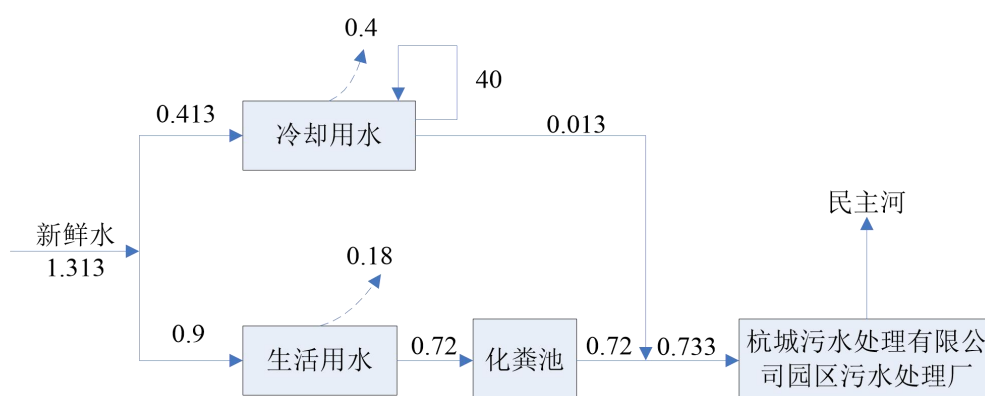 0.4
40
0.413
冷却用水
0.013
民主河
新鲜水
1.313
0.18
0.9
生活用水
0.72
化粪池
0.72
0.733
杭城污水处理有限公
司园区污水处理厂